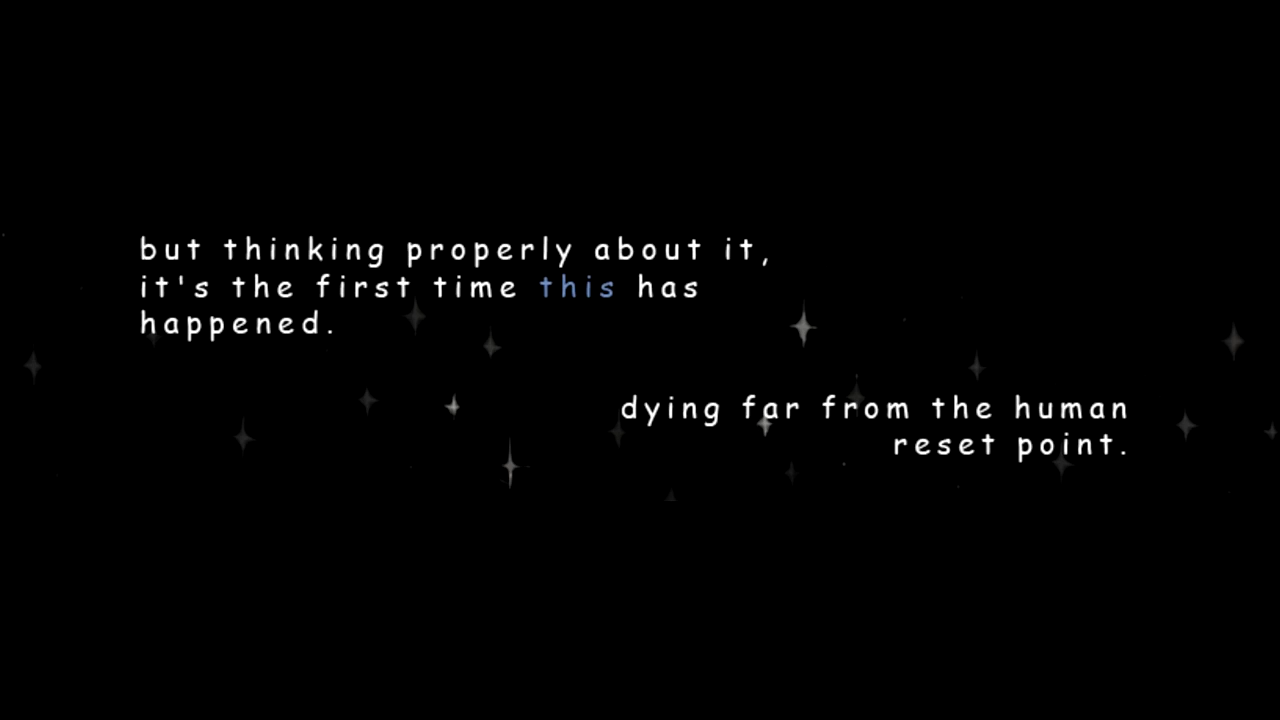 but thinking properly about it,
it's the first time this has
happened.
dying far from the human
reset point.